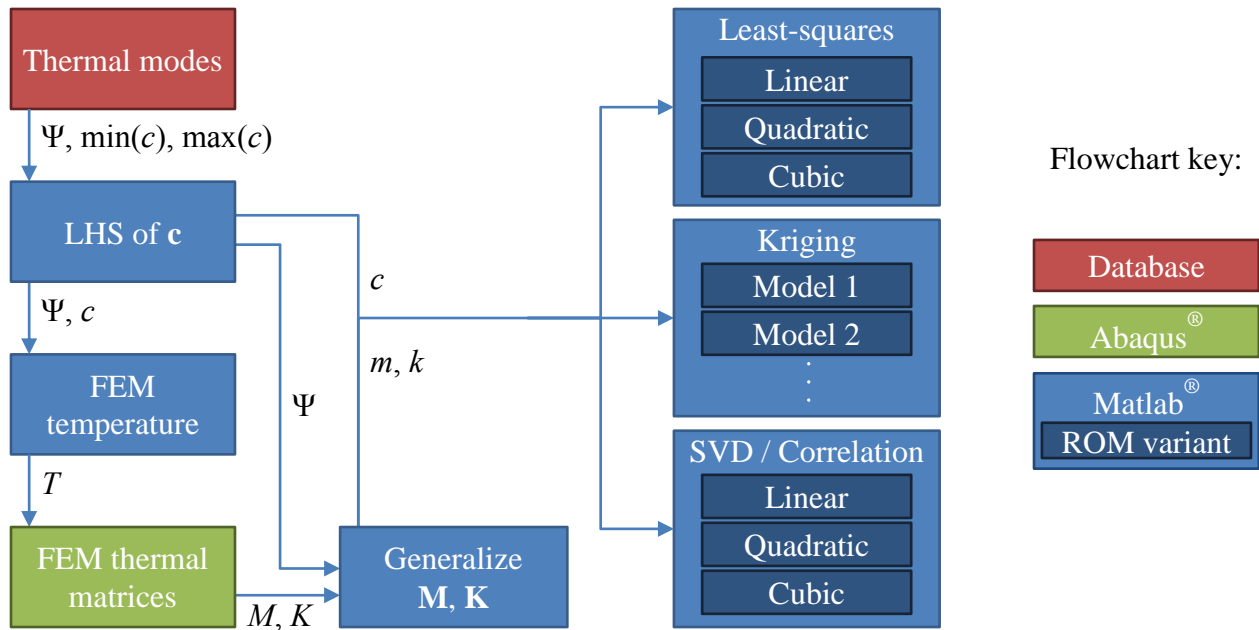 Thermal modes
Ψ, min(c), max(c)
LHS of c
Ψ, c
FEM
temperature
T
FEM thermal
matrices
M, K
Ψ
Generalize
M, K
c
m, k
Least-squares
Linear
Quadratic
Cubic
Kriging
Model 1
Model 2
. . .
SVD / Correlation
Linear
Quadratic
Cubic
Flowchart key:
Database
Abaqus®
Matlab®
ROM variant